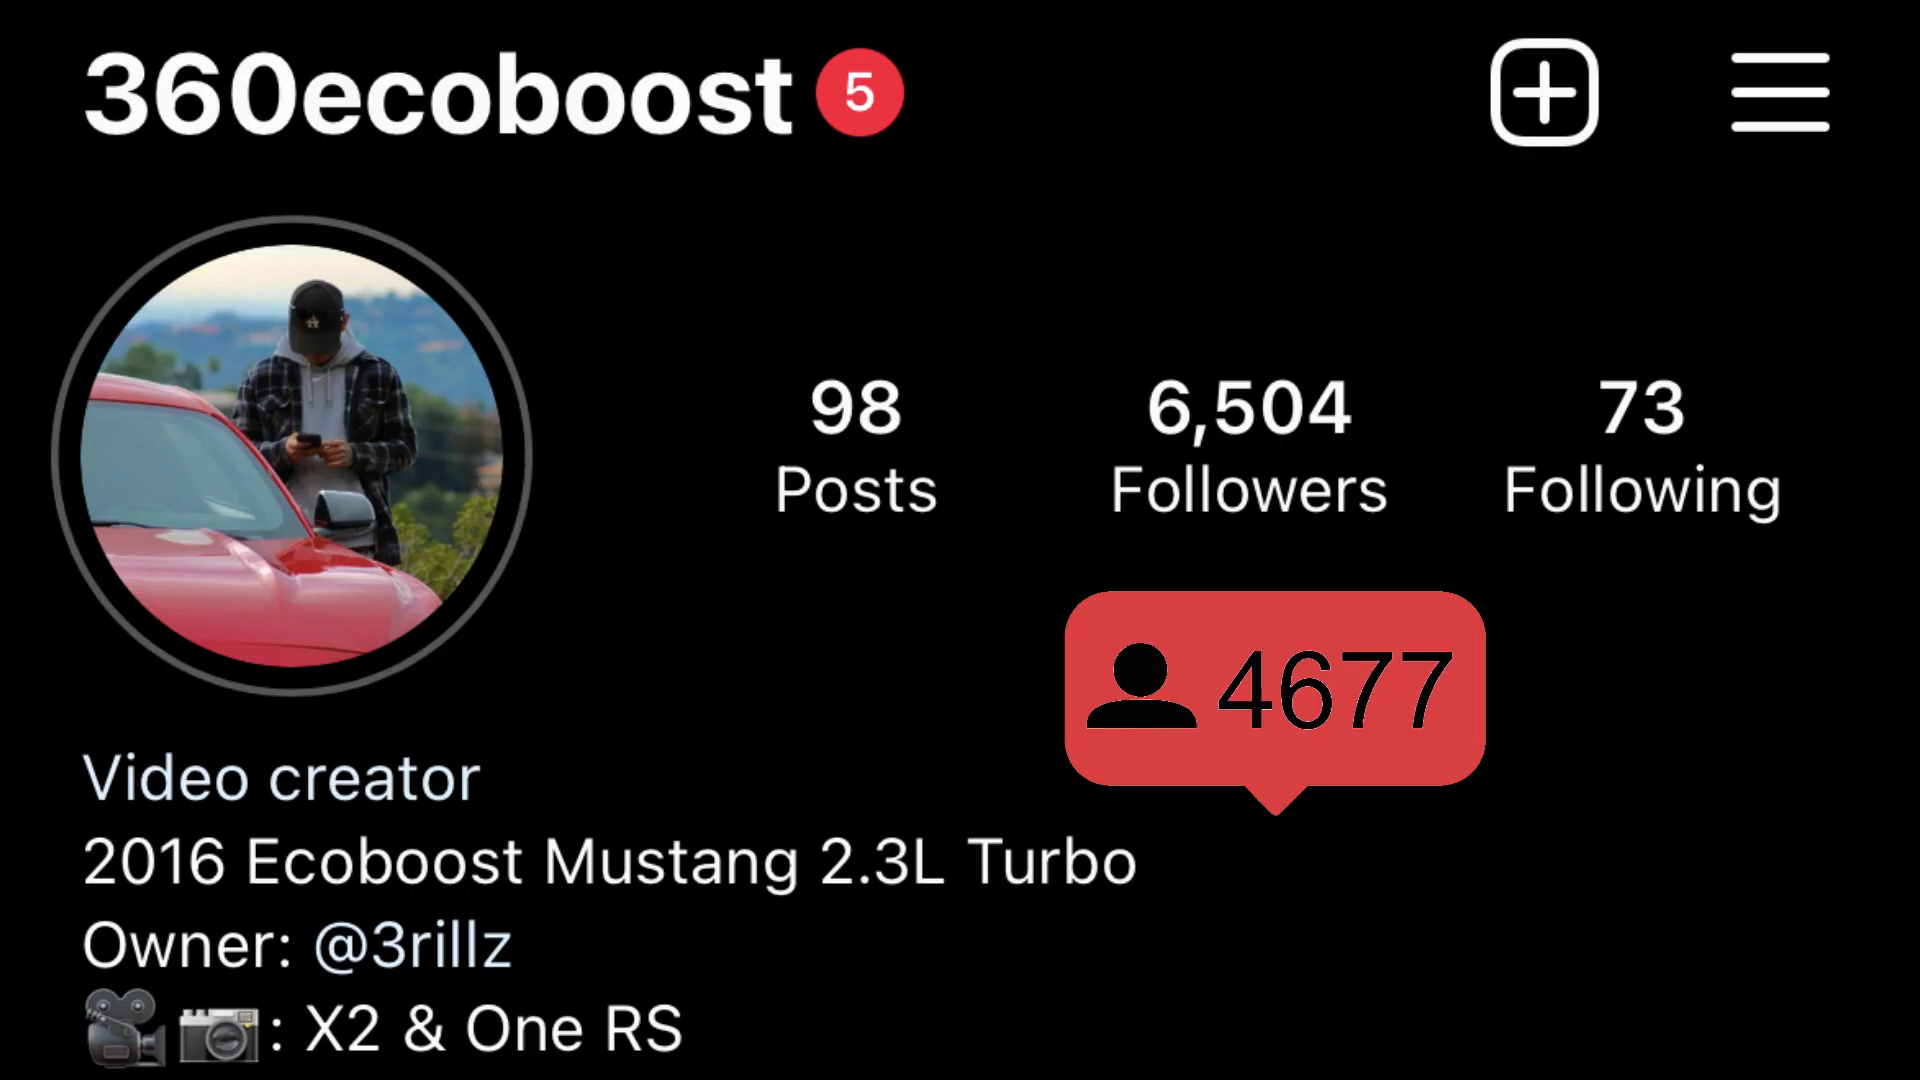 360ecoboost 5
98 6,504 73
Posts Followers Following
4677
Video creator
2016 Ecoboost Mustang 2.3L Turbo
Owner: @3rillz
🎥📷: X2 & One RS